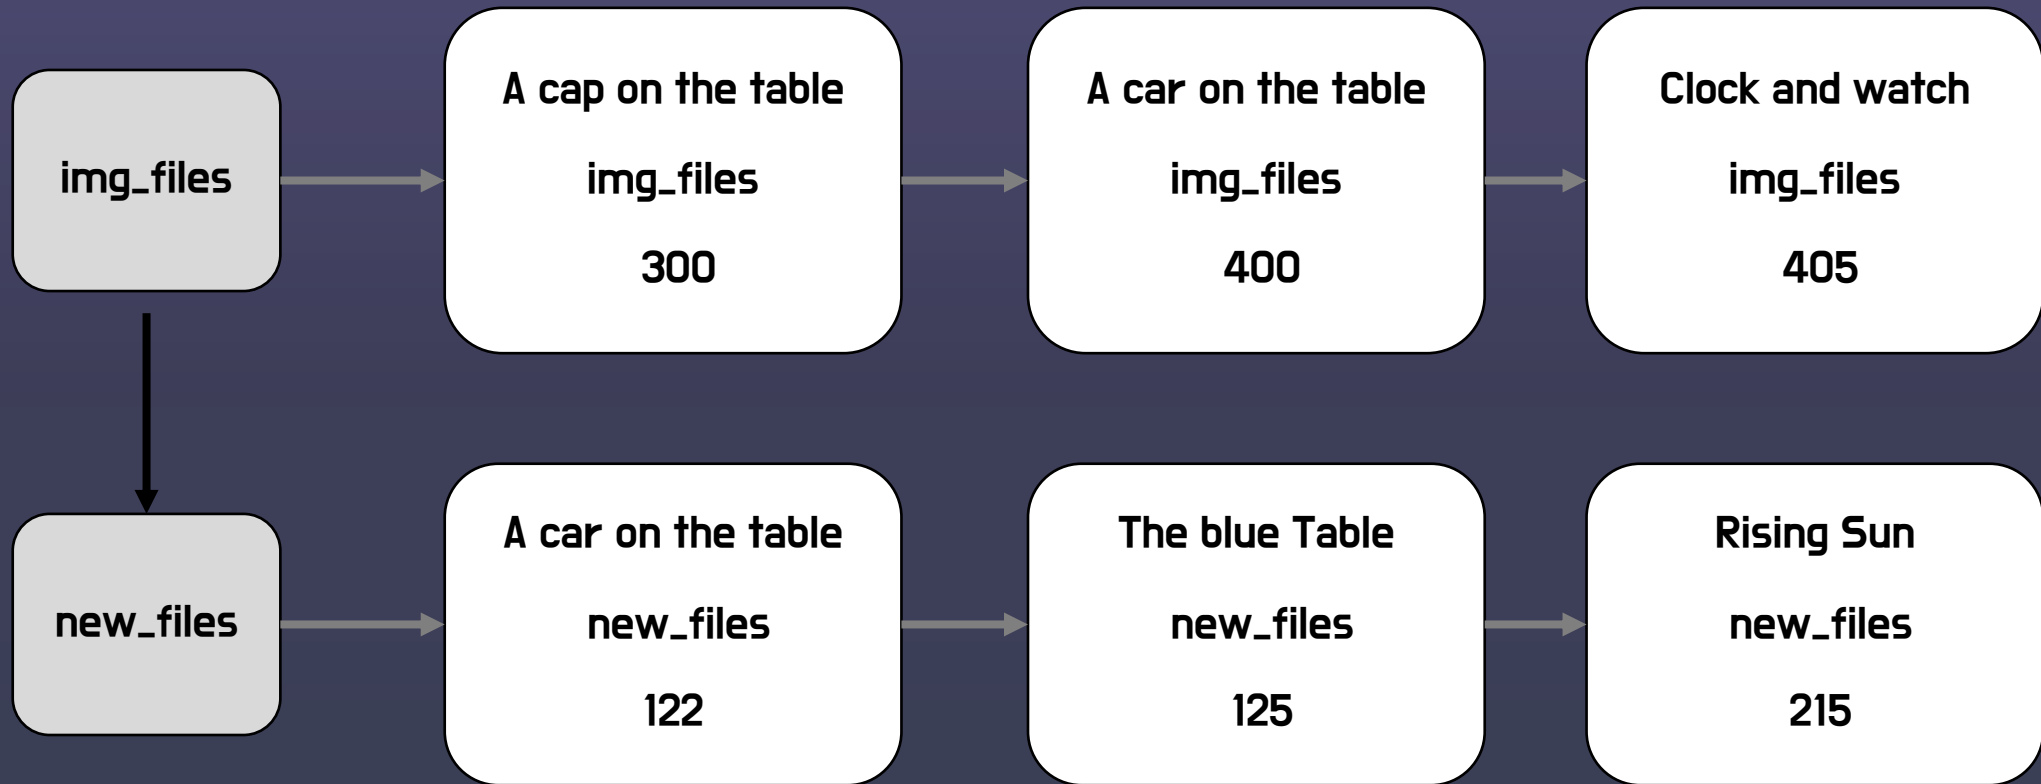 img_files
A cap on the table
img_files
300
A car on the table
img_files
400
Clock and watch
img_files
405
new_files
A car on the table
new_files
122
The blue Table
new_files
125
Rising Sun
new_files
215